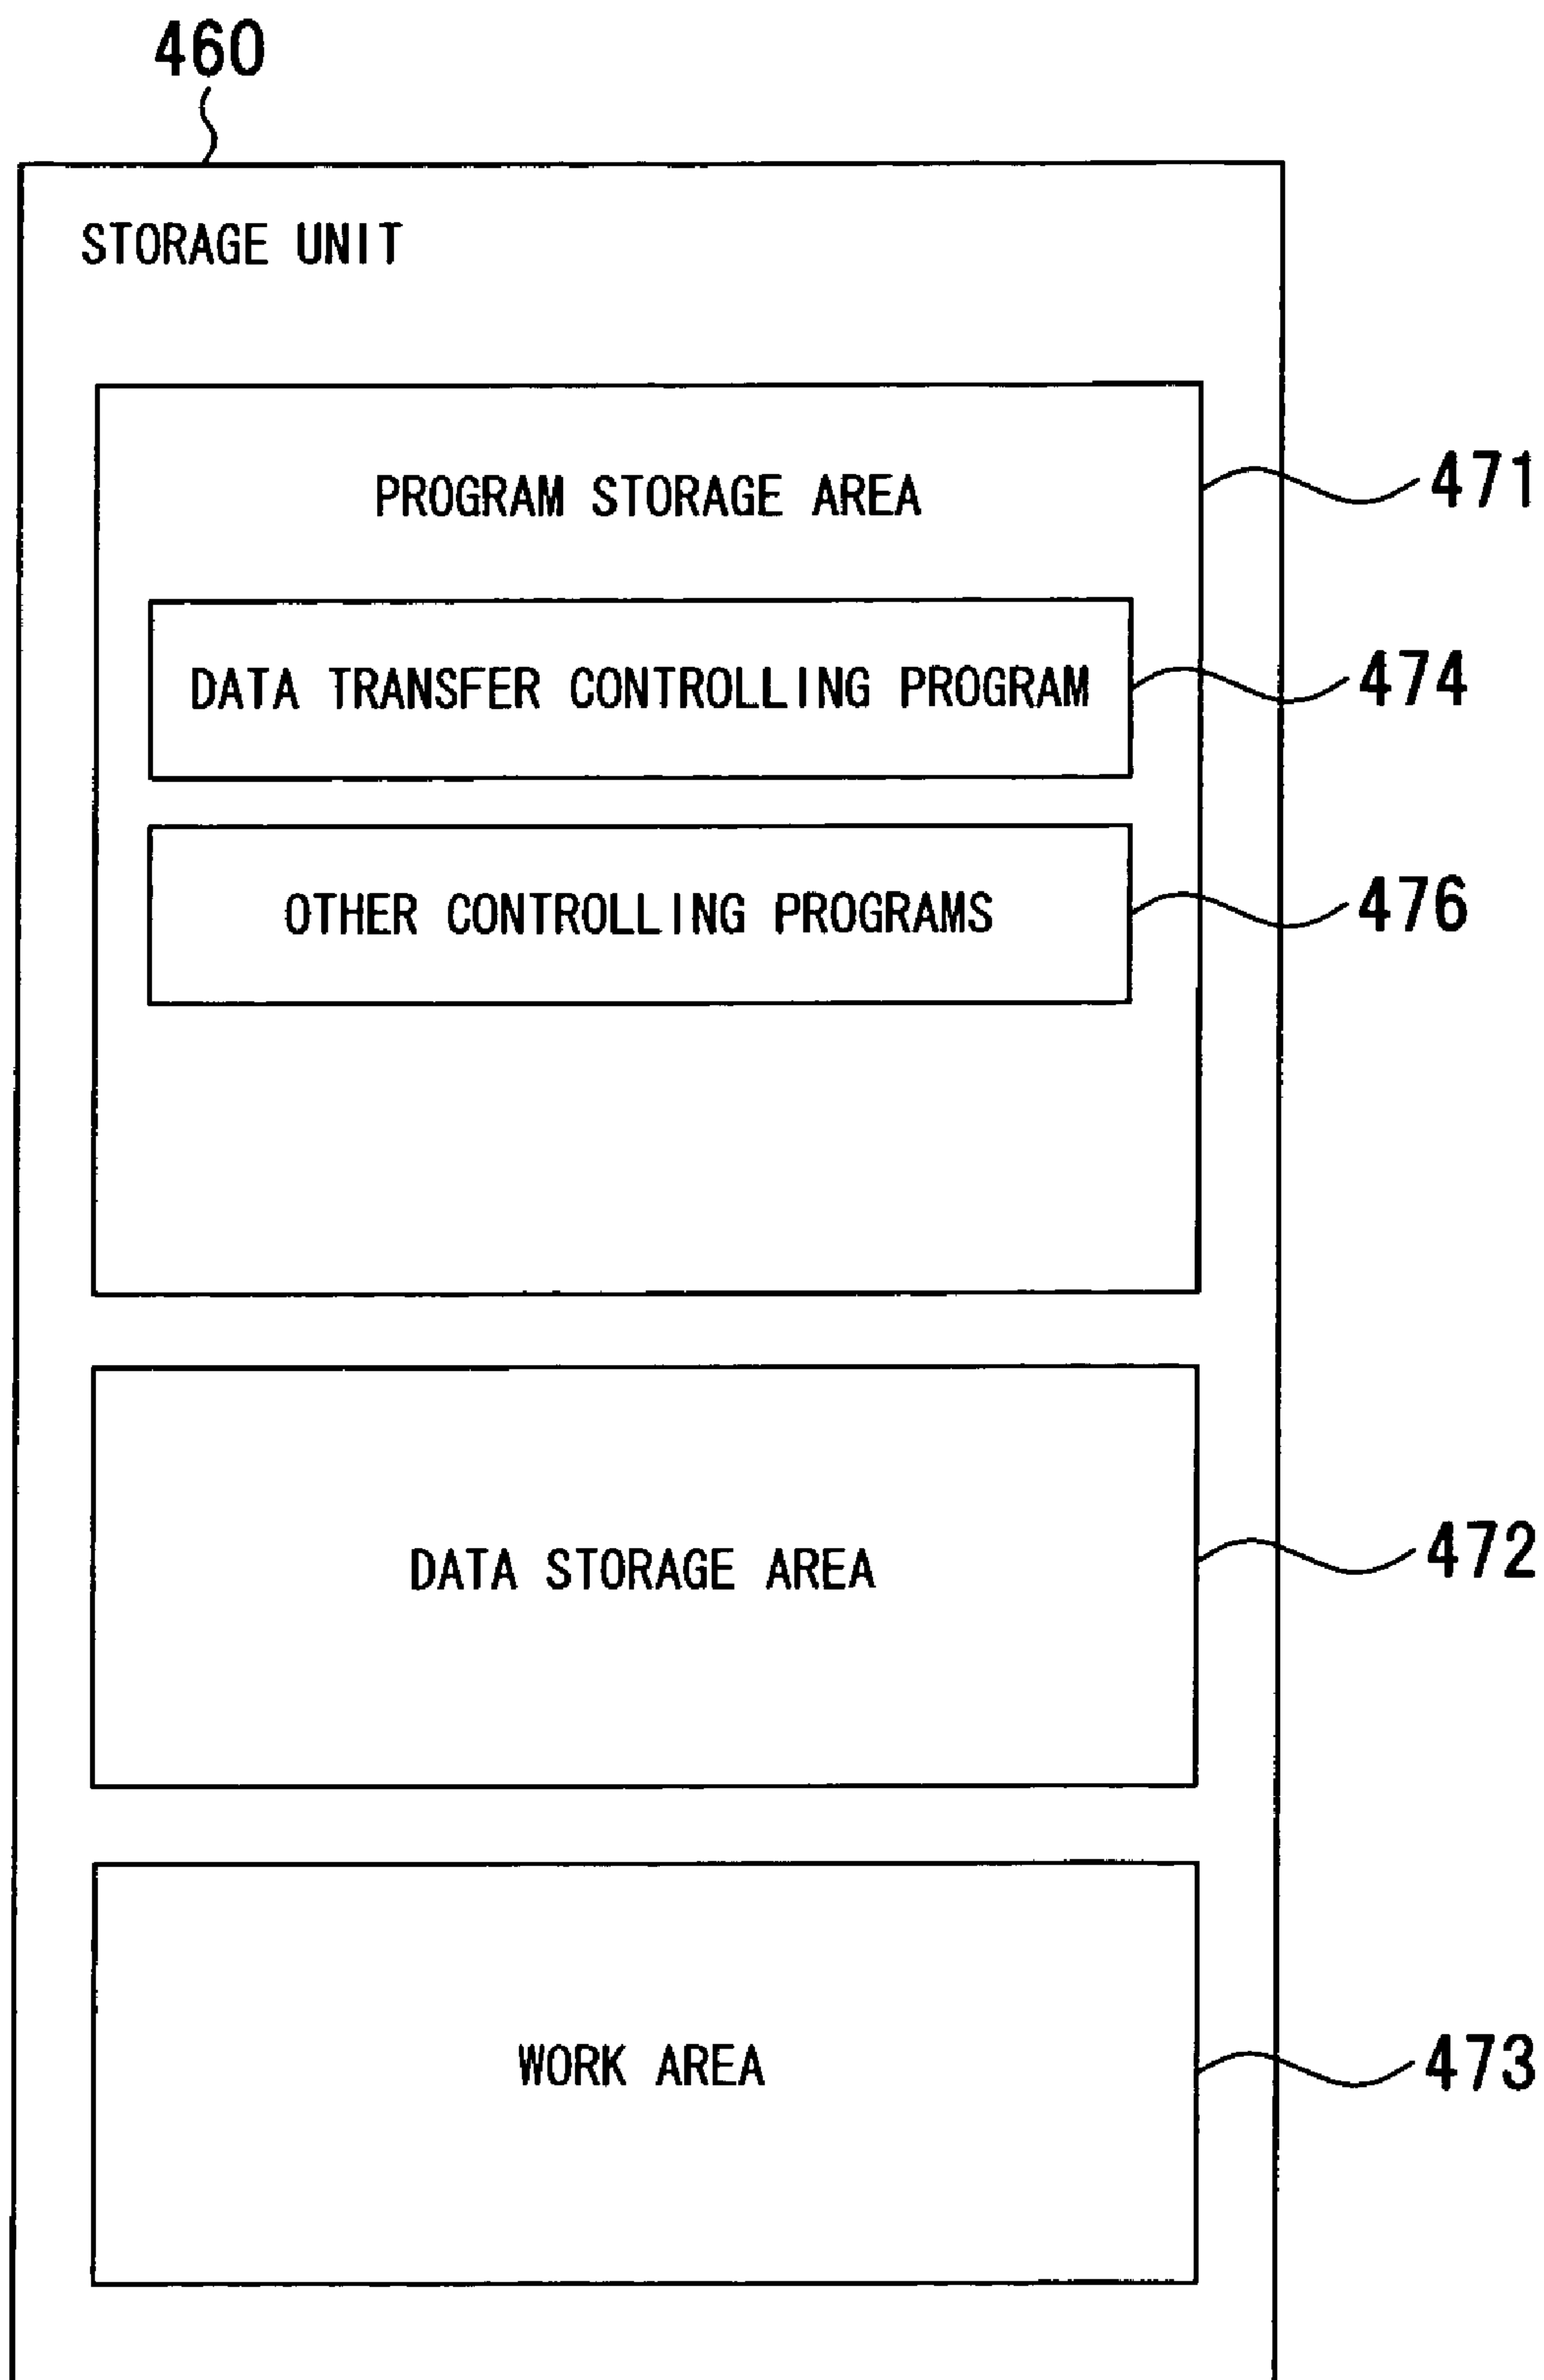 460
STORAGE UNIT
PROGRAM STORAGE AREA
471
DATA TRANSFER CONTROLLING PROGRAM
474
OTHER CONTROLLING PROGRAMS
476
DATA STORAGE AREA
472
WORK AREA
473